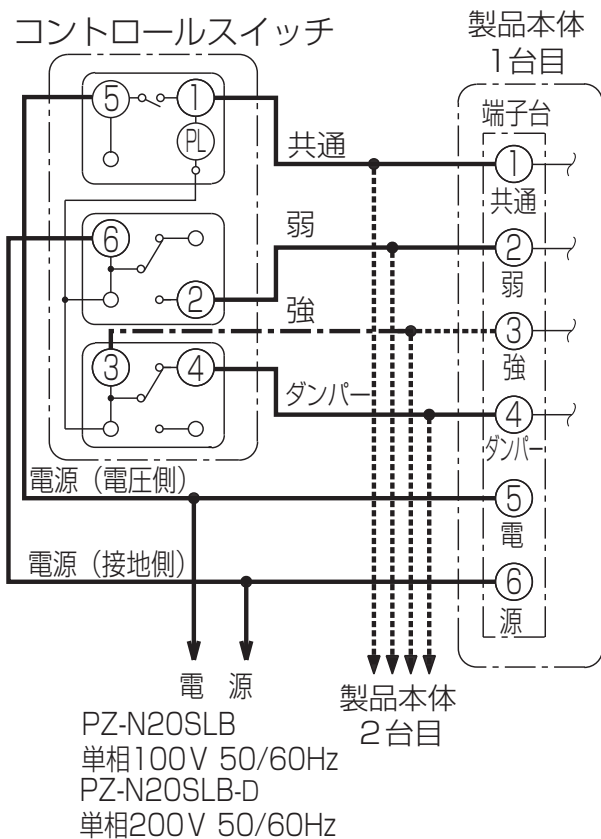 コントロールスイッチ
製品本体
1台目
端子台
5
1
PL
共通
1
共通
6
弱
2
弱
2
強
3
強
3
4
ダンパー
4
ダンパー
電源（電圧側）
5
電
電源（接地側）
6
源
電 源
製品本体
2台目
PZ-N20SLB
単相100V 50/60Hz
PZ-N20SLB-D
単相200V 50/60Hz